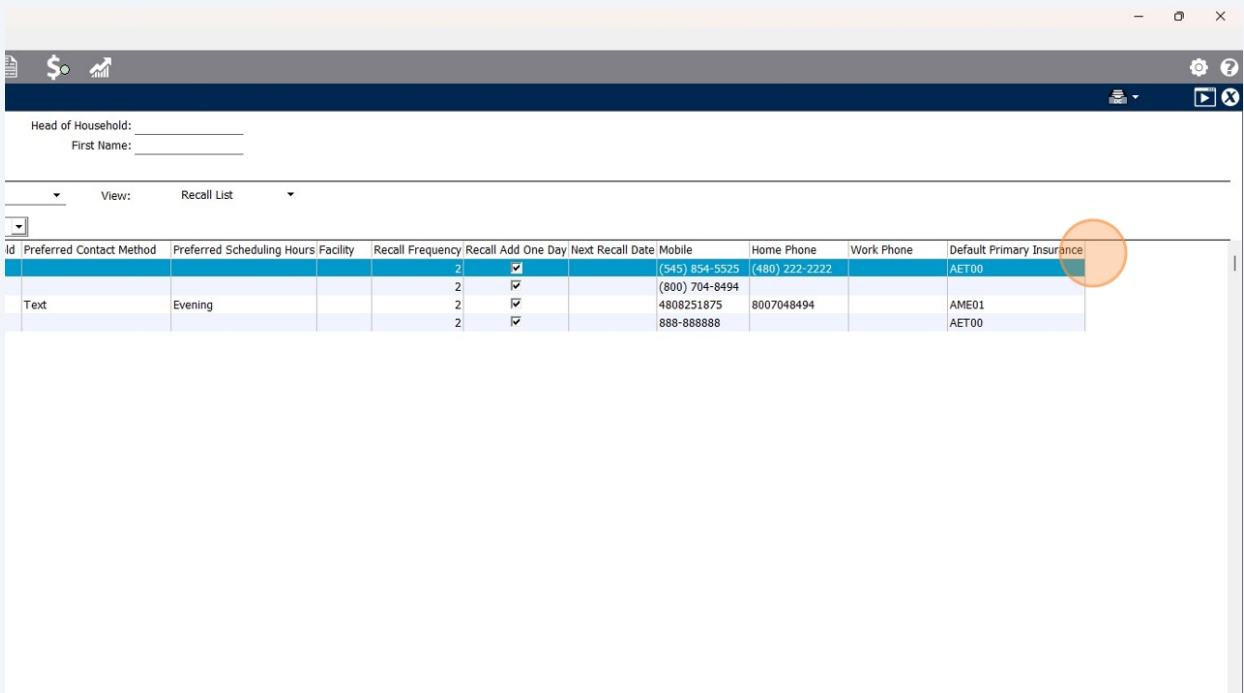 Head of Household:
First Name:
View: Recall List
ld Preferred Contact Method Preferred Scheduling Hours Facility Recall Frequency Recall Add One Day Next Recall Date Mobile Home Phone Work Phone Default Primary Insurance
2 (545) 854-5525 (480) 222-2222 AET00
2 (800) 704-8494
Text Evening 2 4808251875 8007048494 AME01
2 888-888888 AET00